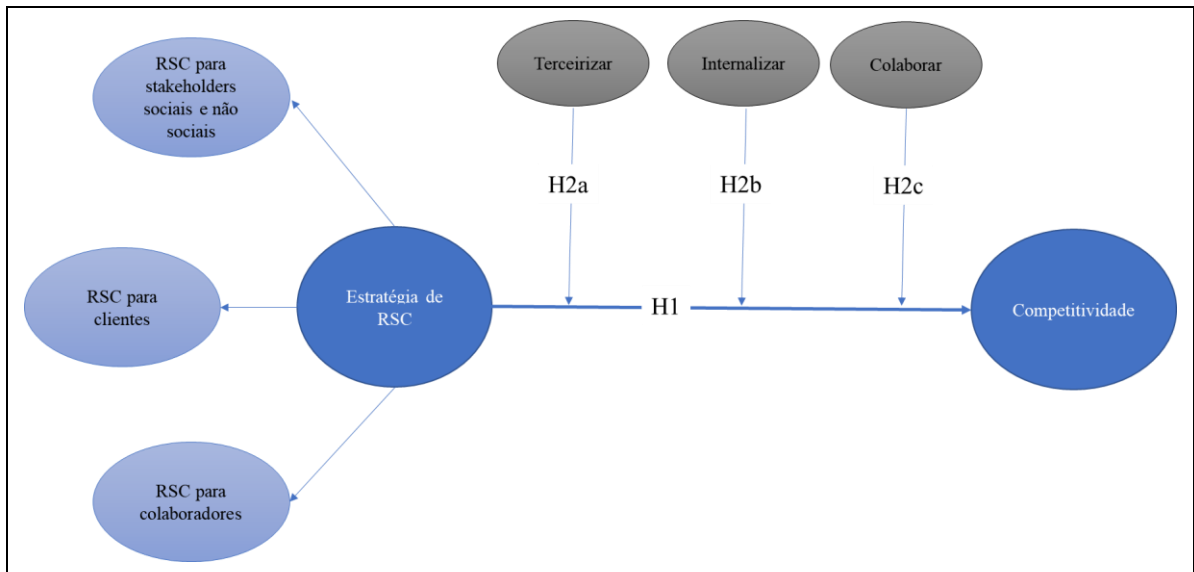 RSC para
stakeholders
sociais e não
sociais
Terceirizar
Internalizar
Colaborar
H2a
H2b
H2c
RSC para
clientes
Estratégia de
RSC
H1
Competitividade
RSC para
colaboradores